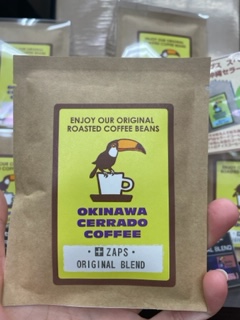 ENJOY OUR ORIGINAL
ROASTED COFFEE BEANS
OKINAWA
CERRADO
COFFEE
ZAPS
ORIGINAL BLEND